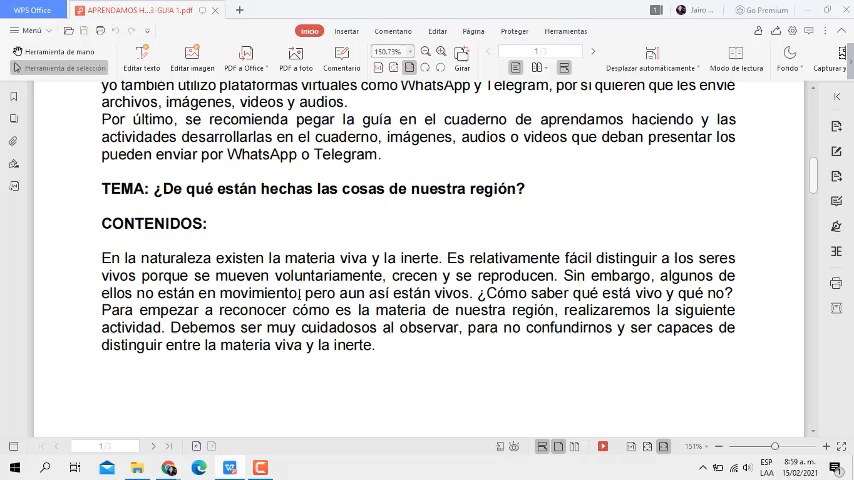 WPS Office
APRENDAMOS H...3-GUIA 1.pdf
1
Jairo ...
Go Premium
Menú
Inicio
Insertar
Comentario
Editar
Página
Proteger
Herramientas
Herramienta de mano
Herramienta de selección
Editar texto
Editar imagen
PDF a Office
PDF a foto
Comentario
150.73%
Girar
1/3
Desplazar automáticamente
Modo de lectura
Fondo
Capturar y
yo también utilizo plataformas virtuales como WhatsApp y Telegram, por si quieren que les envíe
archivos, imágenes, videos y audios.
Por último, se recomienda pegar la guía en el cuaderno de aprendamos haciendo y las
actividades desarrollarlas en el cuaderno, imágenes, audios o videos que deban presentar los
pueden enviar por WhatsApp o Telegram.
TEMA: ¿De qué están hechas las cosas de nuestra región?
CONTENIDOS:
En la naturaleza existen la materia viva y la inerte. Es relativamente fácil distinguir a los seres
vivos porque se mueven voluntariamente, crecen y se reproducen. Sin embargo, algunos de
ellos no están en movimiento, pero aun así están vivos. ¿Cómo saber qué está vivo y qué no?
Para empezar a reconocer cómo es la materia de nuestra región, realizaremos la siguiente
actividad. Debemos ser muy cuidadosos al observar, para no confundirnos y ser capaces de
distinguir entre la materia viva y la inerte.
151%
ESP
LAA
8:59 a. m.
15/02/2021